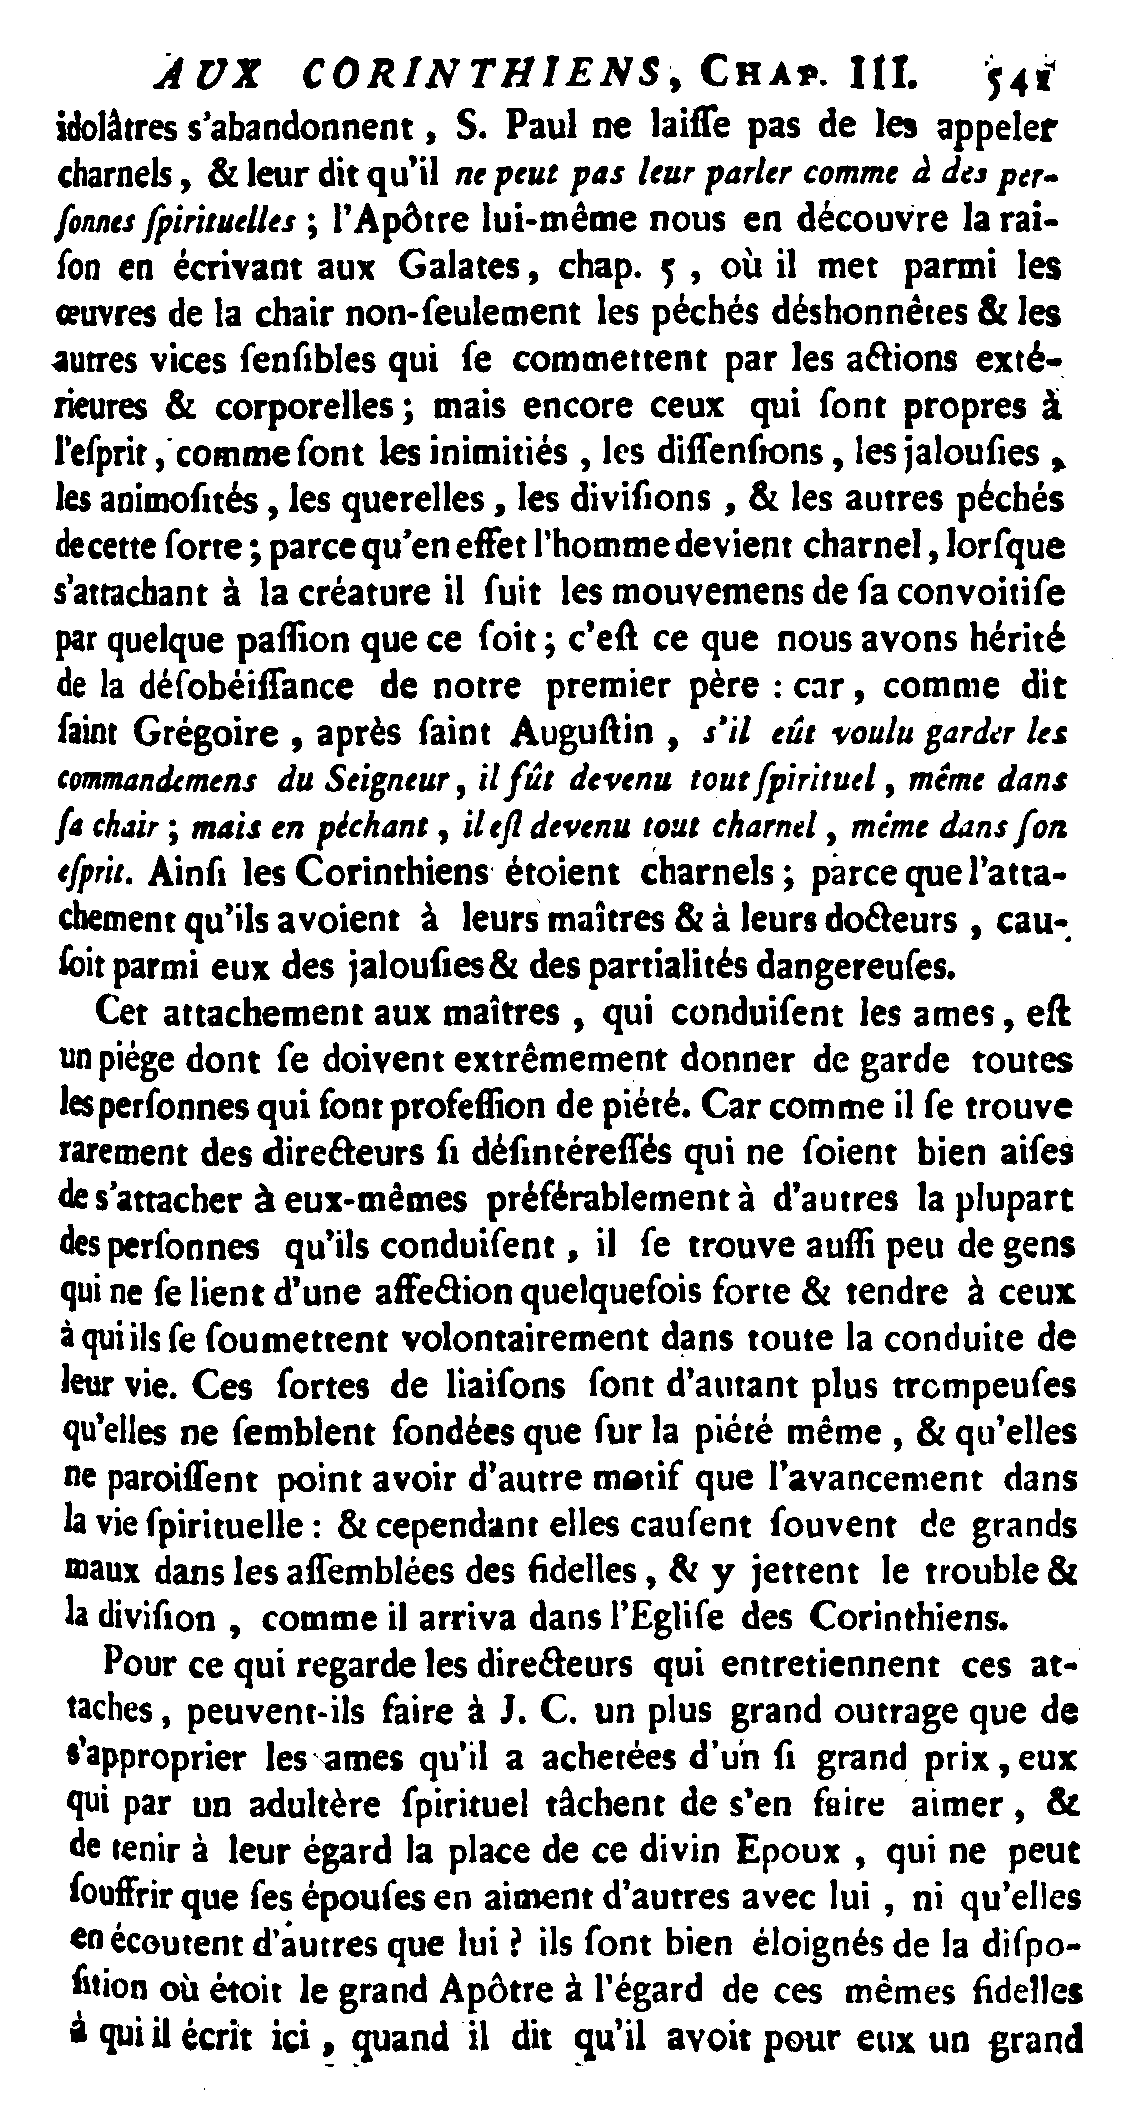 AUX CORINTHIENS, CHAP. III. 541
idolâtres s'abandonnent, S. Paul ne laiſſe pas de les appeler
charnels, & leur dit qu'il ne peut pas leur parler comme à des per-
ſonnes ſpirituelles ; l'Apôtre lui-même nous en découvre la rai-
ſon en écrivant aux Galates, chap. 5, où il met parmi les
œuvres de la chair non-ſeulement les péchés déshonnêtes & les
autres vices ſenſibles qui ſe commettent par les actions exté-
rieures & corporelles ; mais encore ceux qui ſont propres à
l'eſprit, comme ſont les inimitiés, les diſſenſions, les jalouſies,
les animoſités, les querelles, les diviſions, & les autres péchés
de cette ſorte ; parce qu'en effet l'homme devient charnel, lorſque
s'attachant à la créature il ſuit les mouvemens de ſa convoitiſe
par quelque paſſion que ce ſoit ; c'eſt ce que nous avons hérité
de la déſobéiſſance de notre premier père : car, comme dit
ſaint Grégoire, après ſaint Auguſtin, s'il eût voulu garder les
commandemens du Seigneur, il fût devenu tout ſpirituel, même dans
ſa chair ; mais en péchant, il eſt devenu tout charnel, même dans ſon
eſprit. Ainſi les Corinthiens étoient charnels ; parce que l'atta-
chement qu'ils avoient à leurs maîtres & à leurs docteurs, cau-
ſoit parmi eux des jalouſies & des partialités dangereuſes.
Cet attachement aux maîtres, qui conduiſent les ames, eſt
un piége dont ſe doivent extrêmement donner de garde toutes
les perſonnes qui font profeſſion de piété. Car comme il ſe trouve
rarement des directeurs ſi déſintéreſſés qui ne ſoient bien aiſes
de s'attacher à eux-mêmes préférablement à d'autres la plupart
des perſonnes qu'ils conduiſent, il ſe trouve auſſi peu de gens
qui ne ſe lient d'une affection quelquefois forte & tendre à ceux
à qui ils ſe ſoumettent volontairement dans toute la conduite de
leur vie. Ces ſortes de liaiſons ſont d'autant plus trompeuſes
qu'elles ne ſemblent fondées que ſur la piété même, & qu'elles
ne paroiſſent point avoir d'autre motif que l'avancement dans
la vie ſpirituelle : & cependant elles cauſent ſouvent de grands
maux dans les aſſemblées des fidelles, & y jettent le trouble &
la diviſion, comme il arriva dans l'Egliſe des Corinthiens.
Pour ce qui regarde les directeurs qui entretiennent ces at-
taches, peuvent-ils faire à J. C. un plus grand outrage que de
s'approprier les ames qu'il a achetées d'un ſi grand prix, eux
qui par un adultère ſpirituel tâchent de s'en faire aimer, &
de tenir à leur égard la place de ce divin Epoux, qui ne peut
ſouffrir que ſes épouſes en aiment d'autres avec lui, ni qu'elles
en écoutent d'autres que lui ? ils ſont bien éloignés de la diſpo-
ſition où étoit le grand Apôtre à l'égard de ces mêmes fidelles
à qui il écrit ici, quand il dit qu'il avoit pour eux un grand